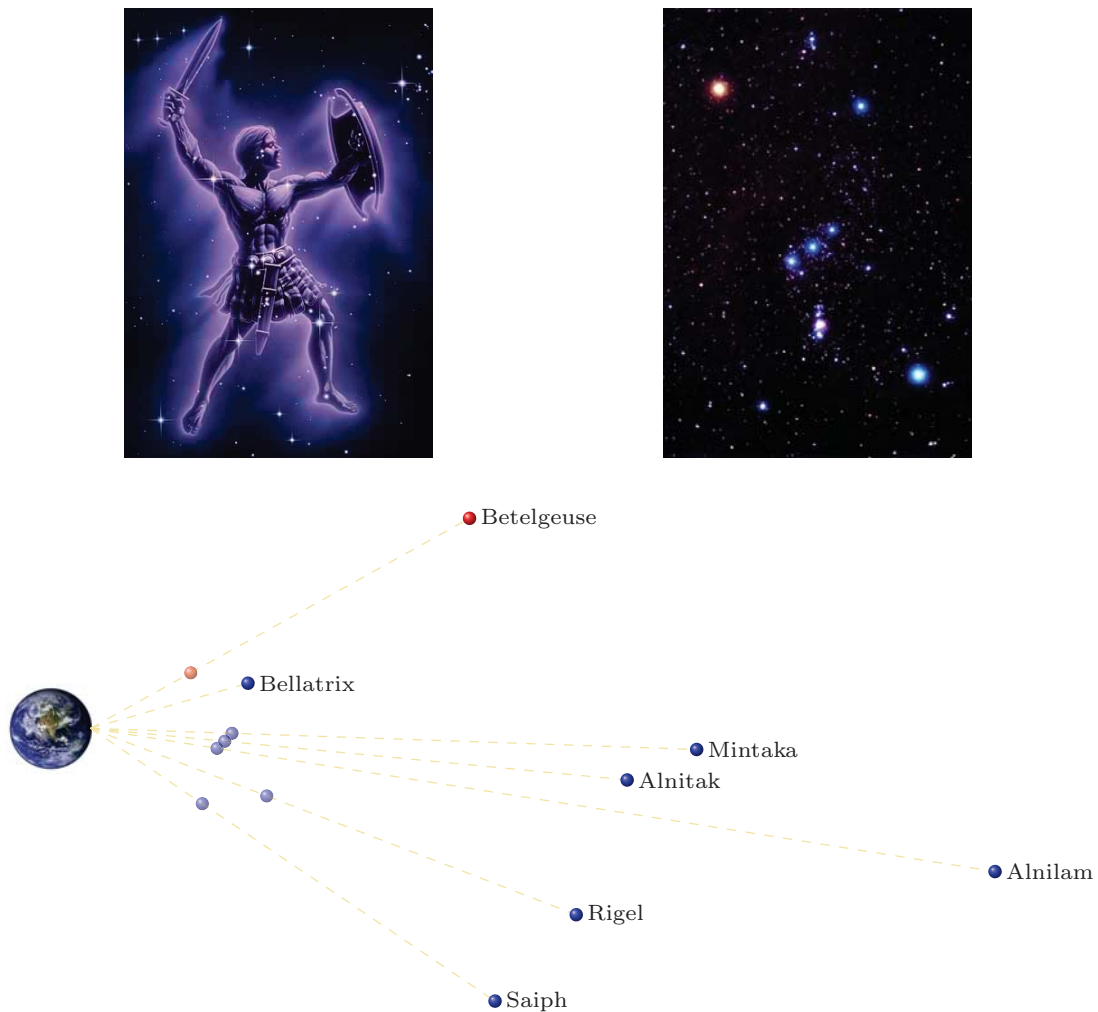 Betelgeuse
Bellatrix
Mintaka
Alnitak
Alnilam
Rigel
Saiph